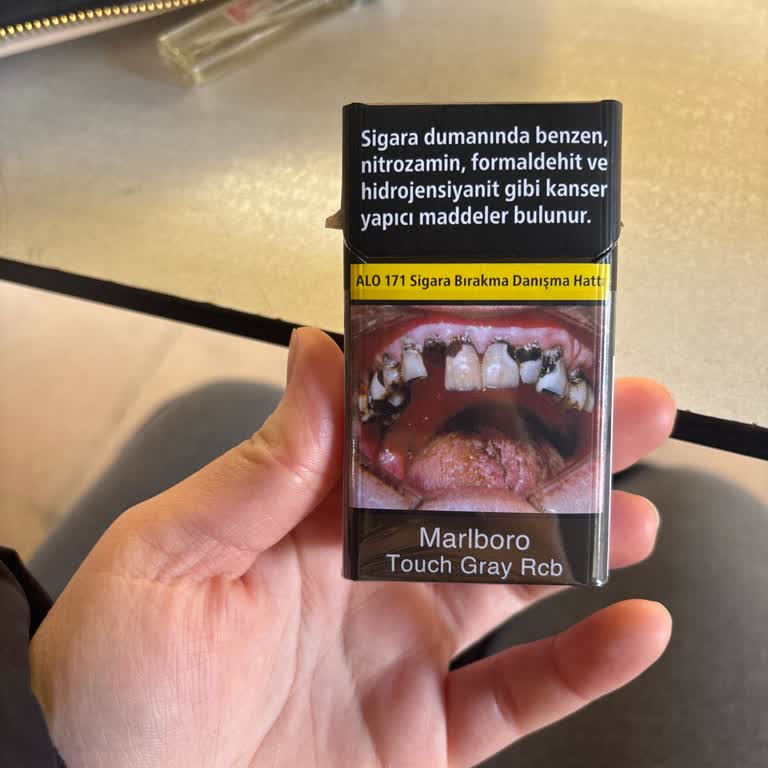 Sigara dumanında benzen,
nitrozamin, formaldehit ve
hidrojensiyanit gibi kanser
yapıcı maddeler bulunur.
ALO 171 Sigara Bırakma Danışma Hattı
Marlboro
Touch Gray Rcb